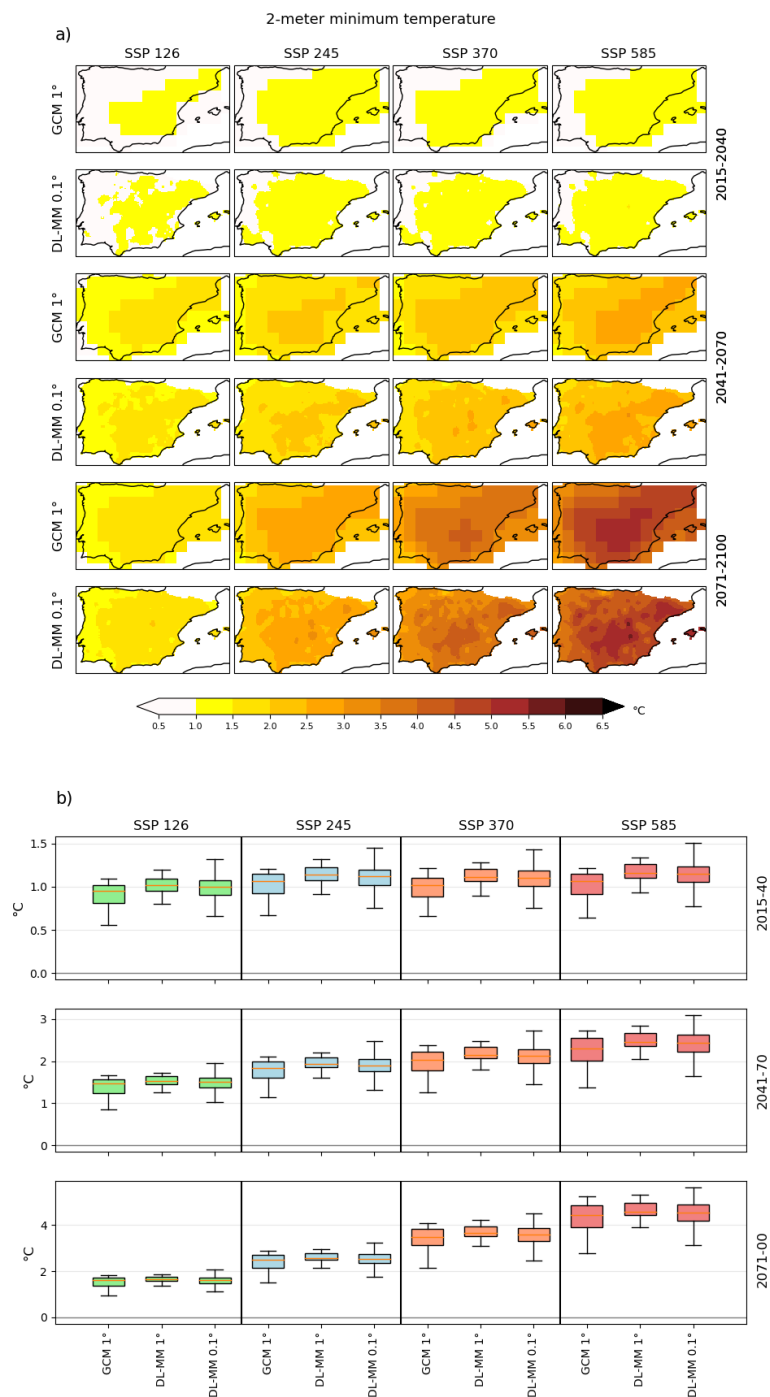 2-meter minimum temperature
a)
SSP 126 SSP 245 SSP 370 SSP 585
GCM 1°
DL-MM 0.1°
2015-2040
GCM 1°
DL-MM 0.1°
2041-2070
GCM 1°
DL-MM 0.1°
2071-2100
0.5 1.0 1.5 2.0 2.5 3.0 3.5 4.0 4.5 5.0 5.5 6.0 6.5
°C
b)
SSP 126 SSP 245 SSP 370 SSP 585
1.5
1.0
0.5
0.0
°C
2015-40
3
2
1
0
°C
2041-70
4
2
0
°C
2071-00
GCM 1° DL-MM 1° DL-MM 0.1° GCM 1° DL-MM 1° DL-MM 0.1° GCM 1° DL-MM 1° DL-MM 0.1° GCM 1° DL-MM 1° DL-MM 0.1°